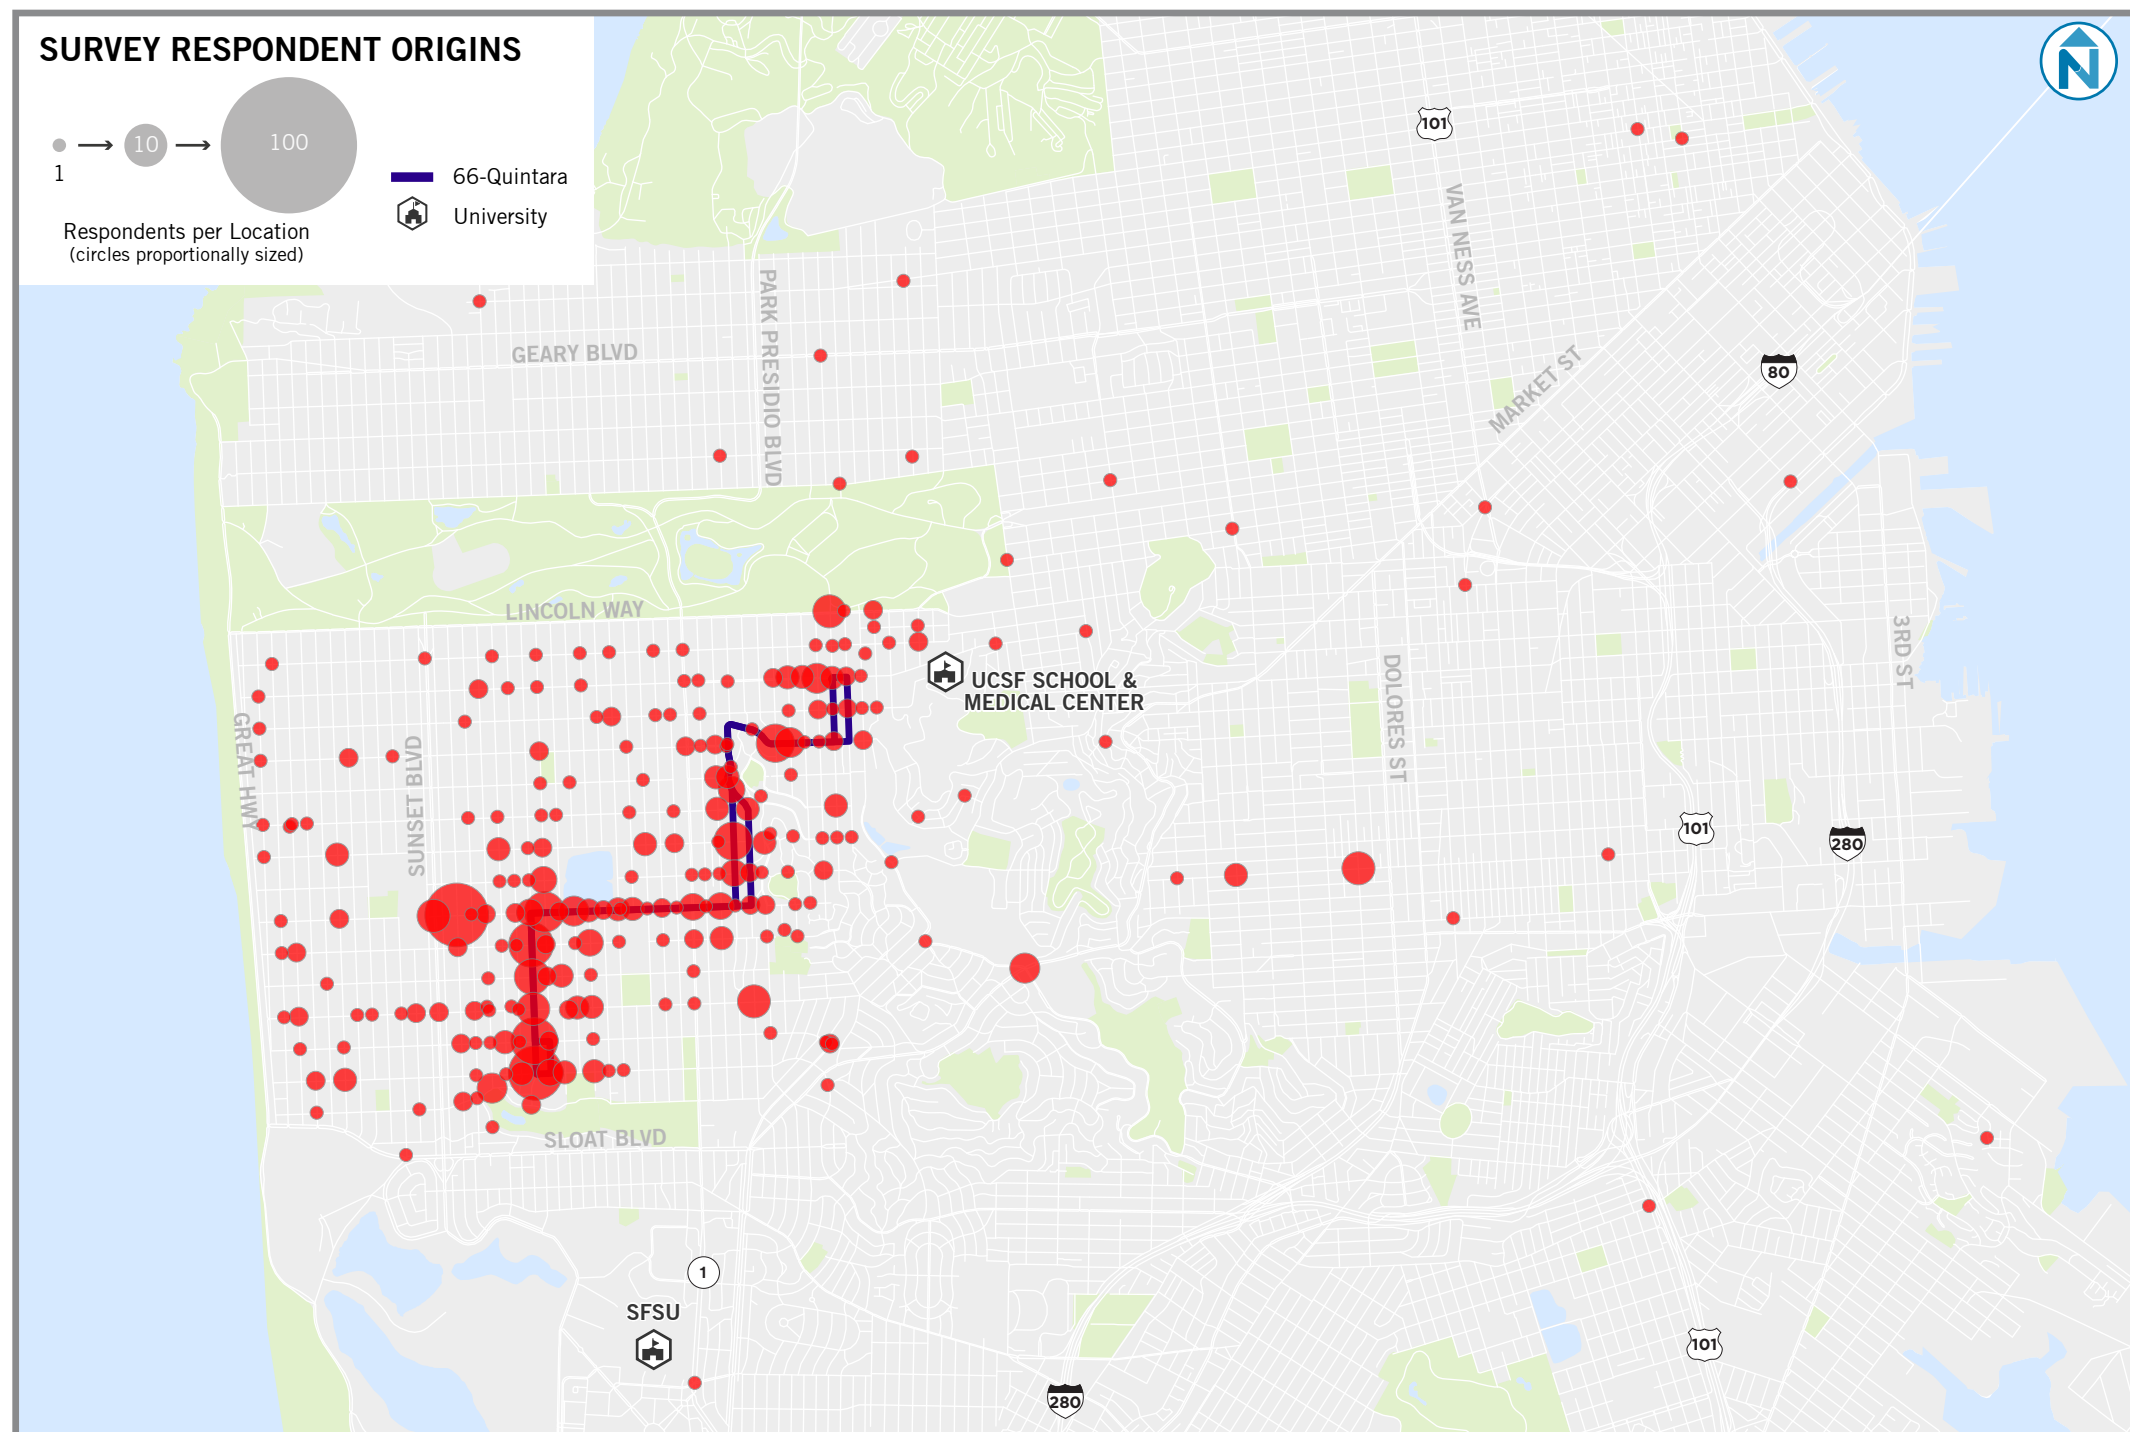 SURVEY RESPONDENT ORIGINS
1
10
100
Respondents per Location
(circles proportionally sized)
66-Quintara
University
N
101
VAN NESS AVE
PARK PRESIDIO BLVD
GEARY BLVD
MARKET ST
80
LINCOLN WAY
UCSF SCHOOL &
MEDICAL CENTER
DOLORES ST
3RD ST
GREAT HWY
SUNSET BLVD
101
280
SLOAT BLVD
1
SFSU
101
280